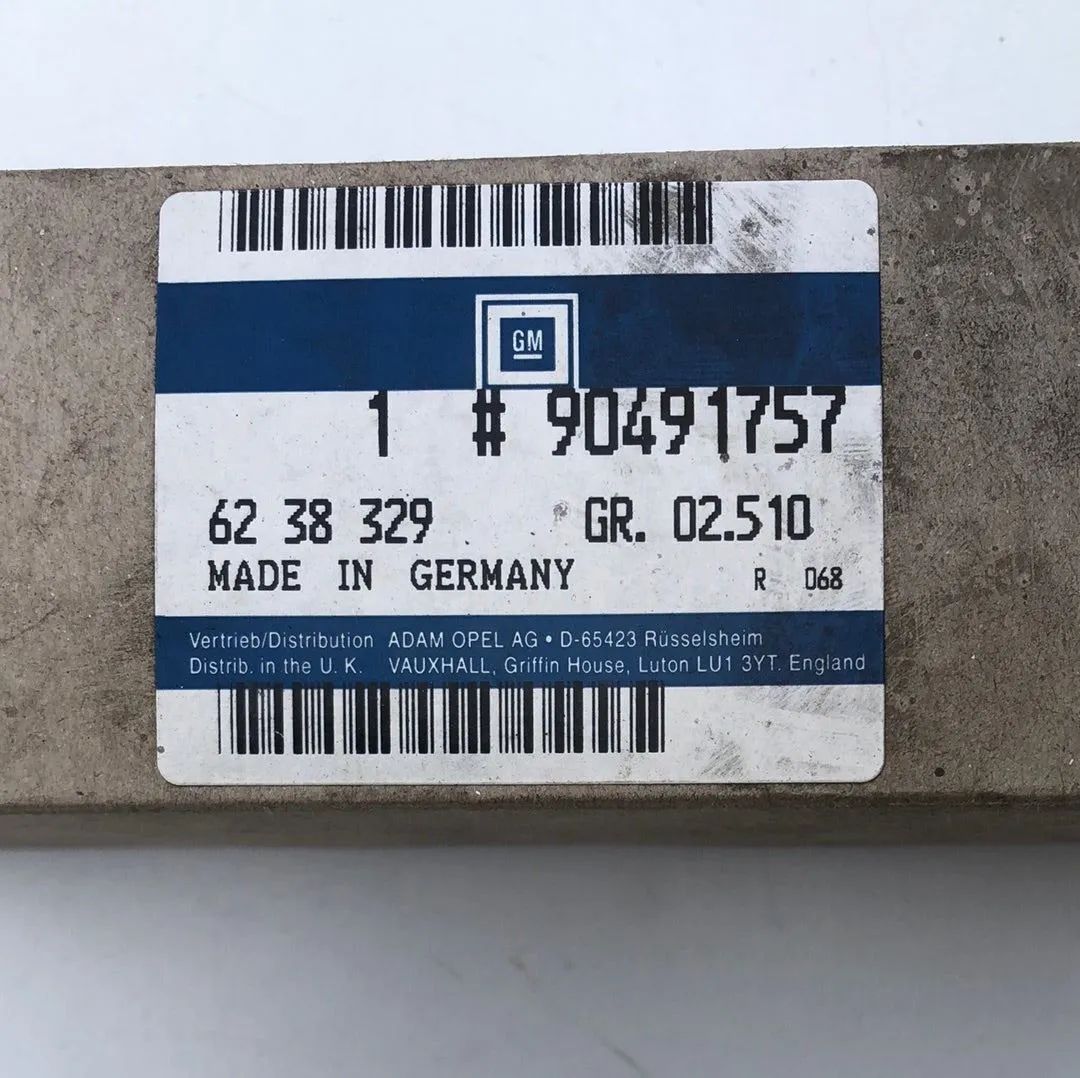 GM
1 # 90491757
62 38 329 GR. 02.510
MADE IN GERMANY R 068
Vertrieb/Distribution ADAM OPEL AG • D-65423 Rüsselsheim
Distrib. in the U. K. VAUXHALL, Griffin House, Luton LU1 3YT. England